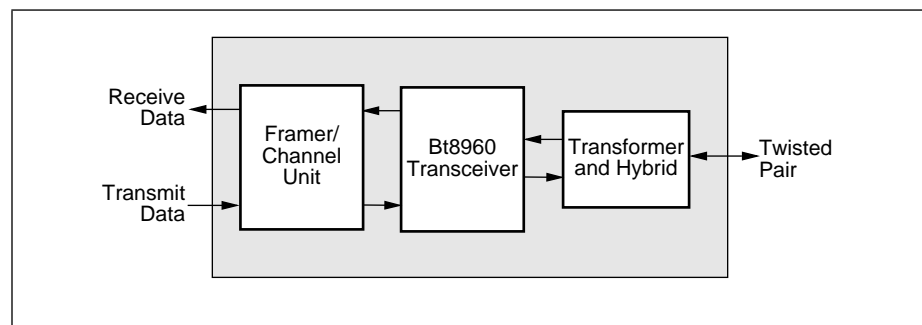 Receive
Data
Transmit
Data
Framer/
Channel
Unit
Bt8960
Transceiver
Transformer
and Hybrid
Twisted
Pair